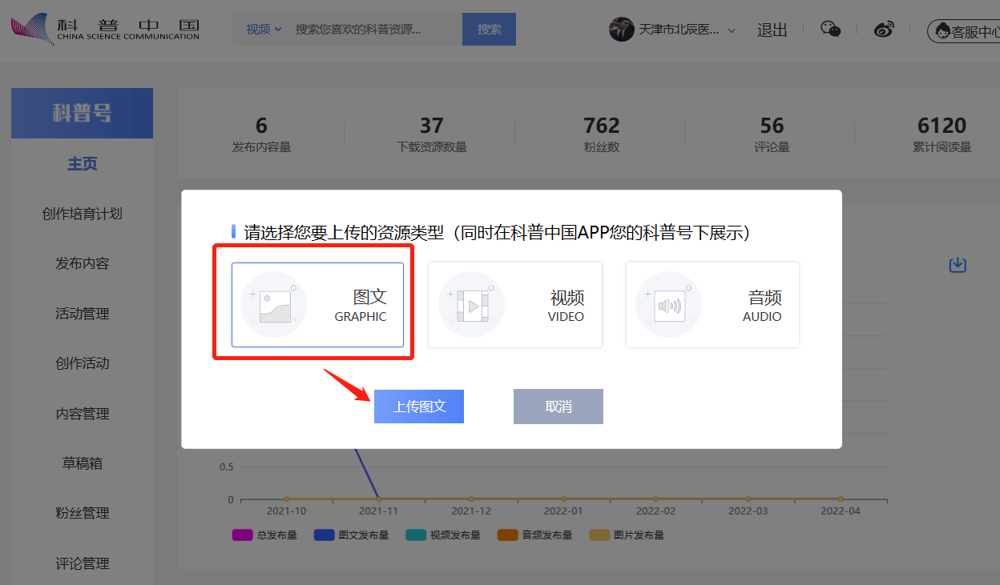 科普中国
CHINA SCIENCE COMMUNICATION
视频
搜索您喜欢的科普资源...
搜索
天津市北辰医...
退出
客服中心
科普号
主页
创作培育计划
发布内容
活动管理
创作活动
内容管理
草稿箱
粉丝管理
评论管理
6
发布内容量
37
下载资源数量
762
粉丝数
56
评论量
6120
累计阅读量
请选择您要上传的资源类型（同时在科普中国APP您的科普号下展示）
图文
GRAPHIC
视频
VIDEO
音频
AUDIO
上传图文
取消
0.5
0
2021-10
2021-11
2021-12
2022-01
2022-02
2022-03
2022-04
总发布量
图文发布量
视频发布量
音频发布量
图片发布量